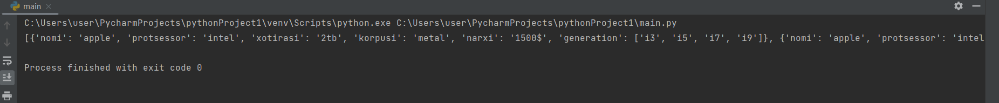 main
C:\Users\user\PycharmProjects\pythonProject1\venv\Scripts\python.exe C:\Users\user\PycharmProjects\pythonProject1\main.py
[{'nomi': 'apple', 'protsessor': 'intel', 'xotirasi': '2tb', 'korpusi': 'metal', 'narxi': '1500$', 'generation': ['i3', 'i5', 'i7', 'i9']}, {'nomi': 'apple', 'protsessor': 'intel
Process finished with exit code 0